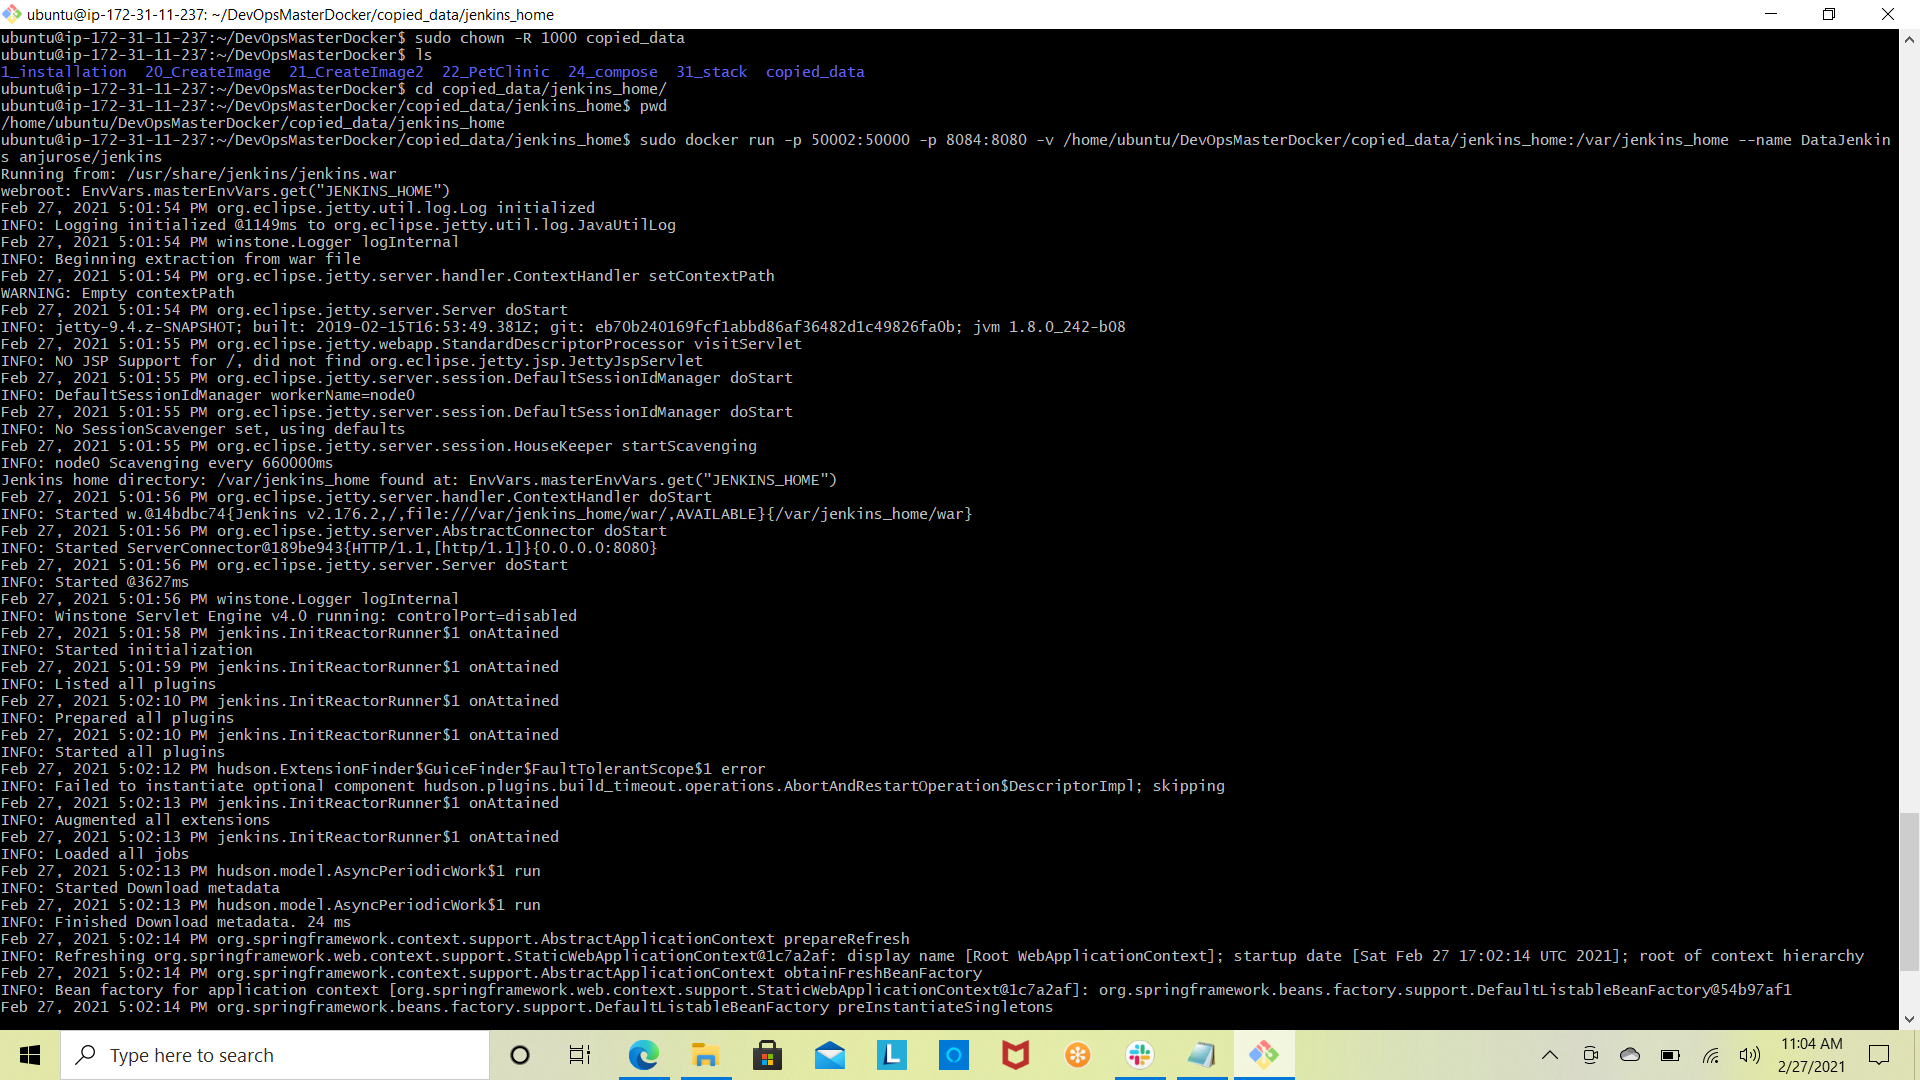 ubuntu@ip-172-31-11-237: ~/DevOpsMasterDocker/copied_data/jenkins_home
ubuntu@ip-172-31-11-237:~/DevOpsMasterDocker$ sudo chown -R 1000 copied_data
ubuntu@ip-172-31-11-237:~/DevOpsMasterDocker$ ls
1_installation  20_CreateImage  21_CreateImage2  22_PetClinic  24_compose  31_stack  copied_data
ubuntu@ip-172-31-11-237:~/DevOpsMasterDocker$ cd copied_data/jenkins_home/
ubuntu@ip-172-31-11-237:~/DevOpsMasterDocker/copied_data/jenkins_home$ pwd
/home/ubuntu/DevOpsMasterDocker/copied_data/jenkins_home
ubuntu@ip-172-31-11-237:~/DevOpsMasterDocker/copied_data/jenkins_home$ sudo docker run -p 50002:50000 -p 8084:8080 -v /home/ubuntu/DevOpsMasterDocker/copied_data/jenkins_home:/var/jenkins_home --name DataJenkin
s anjurose/jenkins
Running from: /usr/share/jenkins/jenkins.war
webroot: EnvVars.masterEnvVars.get("JENKINS_HOME")
Feb 27, 2021 5:01:54 PM org.eclipse.jetty.util.log.Log initialized
INFO: Logging initialized @1149ms to org.eclipse.jetty.util.log.JavaUtilLog
Feb 27, 2021 5:01:54 PM winstone.Logger logInternal
INFO: Beginning extraction from war file
Feb 27, 2021 5:01:54 PM org.eclipse.jetty.server.handler.ContextHandler setContextPath
WARNING: Empty contextPath
Feb 27, 2021 5:01:54 PM org.eclipse.jetty.server.Server doStart
INFO: jetty-9.4.z-SNAPSHOT; built: 2019-02-15T16:53:49.381Z; git: eb70b240169fcf1abbd86af36482d1c49826fa0b; jvm 1.8.0_242-b08
Feb 27, 2021 5:01:55 PM org.eclipse.jetty.webapp.StandardDescriptorProcessor visitServlet
INFO: NO JSP Support for /, did not find org.eclipse.jetty.jsp.JettyJspServlet
Feb 27, 2021 5:01:55 PM org.eclipse.jetty.server.session.DefaultSessionIdManager doStart
INFO: DefaultSessionIdManager workerName=node0
Feb 27, 2021 5:01:55 PM org.eclipse.jetty.server.session.DefaultSessionIdManager doStart
INFO: No SessionScavenger set, using defaults
Feb 27, 2021 5:01:55 PM org.eclipse.jetty.server.session.HouseKeeper startScavenging
INFO: node0 Scavenging every 660000ms
Jenkins home directory: /var/jenkins_home found at: EnvVars.masterEnvVars.get("JENKINS_HOME")
Feb 27, 2021 5:01:56 PM org.eclipse.jetty.server.handler.ContextHandler doStart
INFO: Started w.@14bdbc74{Jenkins v2.176.2,/,file:///var/jenkins_home/war/,AVAILABLE}{/var/jenkins_home/war}
Feb 27, 2021 5:01:56 PM org.eclipse.jetty.server.AbstractConnector doStart
INFO: Started ServerConnector@189be943{HTTP/1.1,[http/1.1]}{0.0.0.0:8080}
Feb 27, 2021 5:01:56 PM org.eclipse.jetty.server.Server doStart
INFO: Started @3627ms
Feb 27, 2021 5:01:56 PM winstone.Logger logInternal
INFO: Winstone Servlet Engine v4.0 running: controlPort=disabled
Feb 27, 2021 5:01:58 PM jenkins.InitReactorRunner$1 onAttained
INFO: Started initialization
Feb 27, 2021 5:01:59 PM jenkins.InitReactorRunner$1 onAttained
INFO: Listed all plugins
Feb 27, 2021 5:02:10 PM jenkins.InitReactorRunner$1 onAttained
INFO: Prepared all plugins
Feb 27, 2021 5:02:10 PM jenkins.InitReactorRunner$1 onAttained
INFO: Started all plugins
Feb 27, 2021 5:02:12 PM hudson.ExtensionFinder$GuiceFinder$FaultTolerantScope$1 error
INFO: Failed to instantiate optional component hudson.plugins.build_timeout.operations.AbortAndRestartOperation$DescriptorImpl; skipping
Feb 27, 2021 5:02:13 PM jenkins.InitReactorRunner$1 onAttained
INFO: Augmented all extensions
Feb 27, 2021 5:02:13 PM jenkins.InitReactorRunner$1 onAttained
INFO: Loaded all jobs
Feb 27, 2021 5:02:13 PM hudson.model.AsyncPeriodicWork$1 run
INFO: Started Download metadata
Feb 27, 2021 5:02:13 PM hudson.model.AsyncPeriodicWork$1 run
INFO: Finished Download metadata. 24 ms
Feb 27, 2021 5:02:14 PM org.springframework.context.support.AbstractApplicationContext prepareRefresh
INFO: Refreshing org.springframework.web.context.support.StaticWebApplicationContext@1c7a2af: display name [Root WebApplicationContext]; startup date [Sat Feb 27 17:02:14 UTC 2021]; root of context hierarchy
Feb 27, 2021 5:02:14 PM org.springframework.context.support.AbstractApplicationContext obtainFreshBeanFactory
INFO: Bean factory for application context [org.springframework.web.context.support.StaticWebApplicationContext@1c7a2af]: org.springframework.beans.factory.support.DefaultListableBeanFactory@54b97af1
Feb 27, 2021 5:02:14 PM org.springframework.beans.factory.support.DefaultListableBeanFactory preInstantiateSingletons
Type here to search
L
11:04 AM
2/27/2021